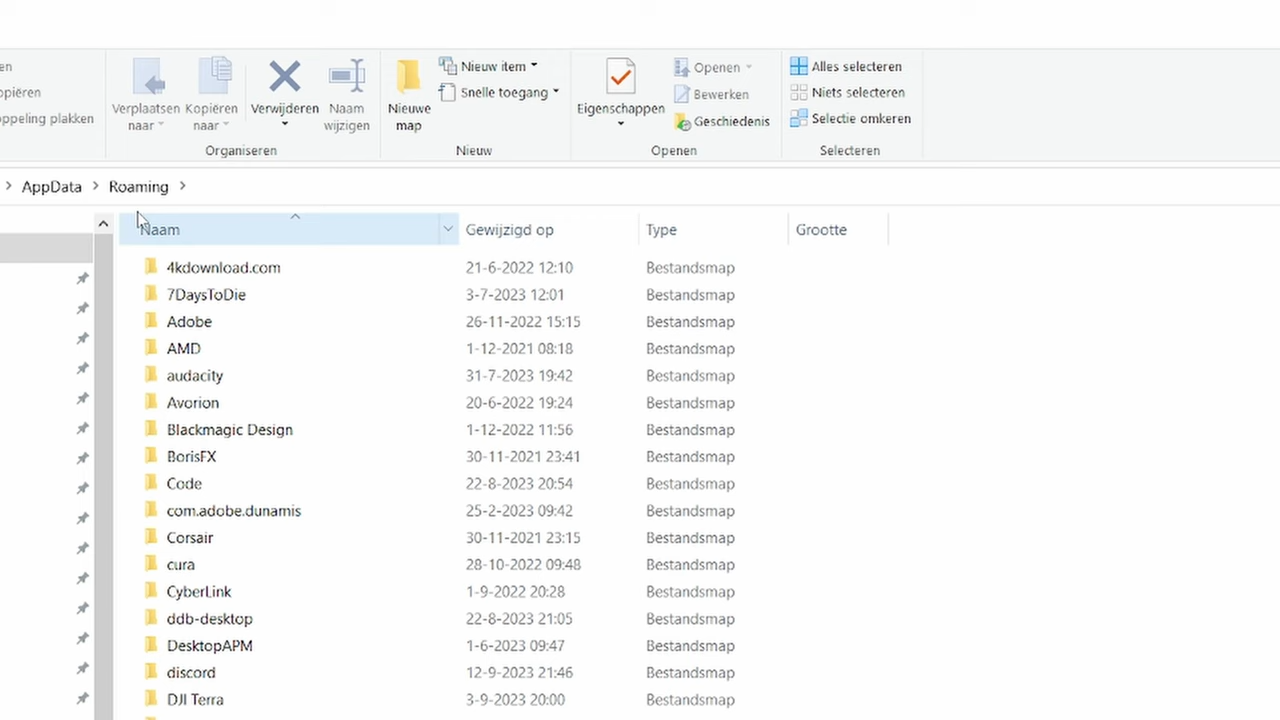 en
opiëren
oppeling plakken
Verplaatsen
naar
Kopiëren
naar
Verwijderen
Naam
wijzigen
Organiseren
Nieuwe
map
Nieuw item
Snelle toegang
Nieuw
Eigenschappen
Openen
Bewerken
Geschiedenis
Openen
Alles selecteren
Niets selecteren
Selectie omkeren
Selecteren
AppData > Roaming >
Naam Gewijzigd op Type Grootte
4kdownload.com 21-6-2022 12:10 Bestandsmap
7DaysToDie 3-7-2023 12:01 Bestandsmap
Adobe 26-11-2022 15:15 Bestandsmap
AMD 1-12-2021 08:18 Bestandsmap
audacity 31-7-2023 19:42 Bestandsmap
Avorion 20-6-2022 19:24 Bestandsmap
Blackmagic Design 1-12-2022 11:56 Bestandsmap
BorisFX 30-11-2021 23:41 Bestandsmap
Code 22-8-2023 20:54 Bestandsmap
com.adobe.dunamis 25-2-2023 09:42 Bestandsmap
Corsair 30-11-2021 23:15 Bestandsmap
cura 28-10-2022 09:48 Bestandsmap
CyberLink 1-9-2022 20:28 Bestandsmap
ddb-desktop 22-8-2023 21:05 Bestandsmap
DesktopAPM 1-6-2023 09:47 Bestandsmap
discord 12-9-2023 21:46 Bestandsmap
DJI Terra 3-9-2023 20:00 Bestandsmap